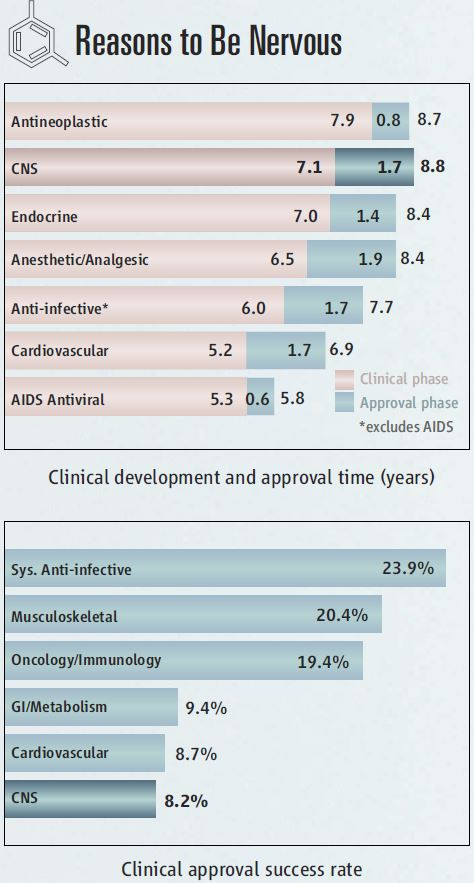 Reasons to Be Nervous
Antineoplastic 7.9 0.8 8.7
CNS 7.1 1.7 8.8
Endocrine 7.0 1.4 8.4
Anesthetic/Analgesic 6.5 1.9 8.4
Anti-infective* 6.0 1.7 7.7
Cardiovascular 5.2 1.7 6.9
Clinical phase
AIDS Antiviral 5.3 0.6 5.8
Approval phase
*excludes AIDS
Clinical development and approval time (years)
Sys. Anti-infective 23.9%
Musculoskeletal 20.4%
Oncology/Immunology 19.4%
GI/Metabolism 9.4%
Cardiovascular 8.7%
CNS 8.2%
Clinical approval success rate